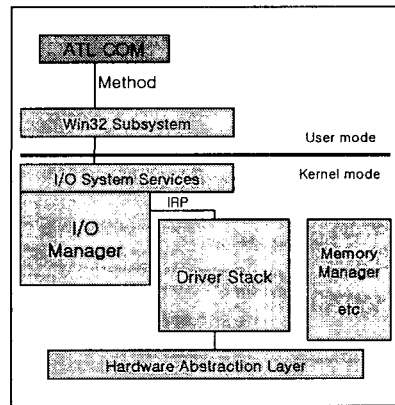 ATL COM
Method
Win32 Subsystem
User mode
Kernel mode
I/O System Services
IRP
I/O
Manager
Driver Stack
Memory
Manager
etc
Hardware Abstraction Layer